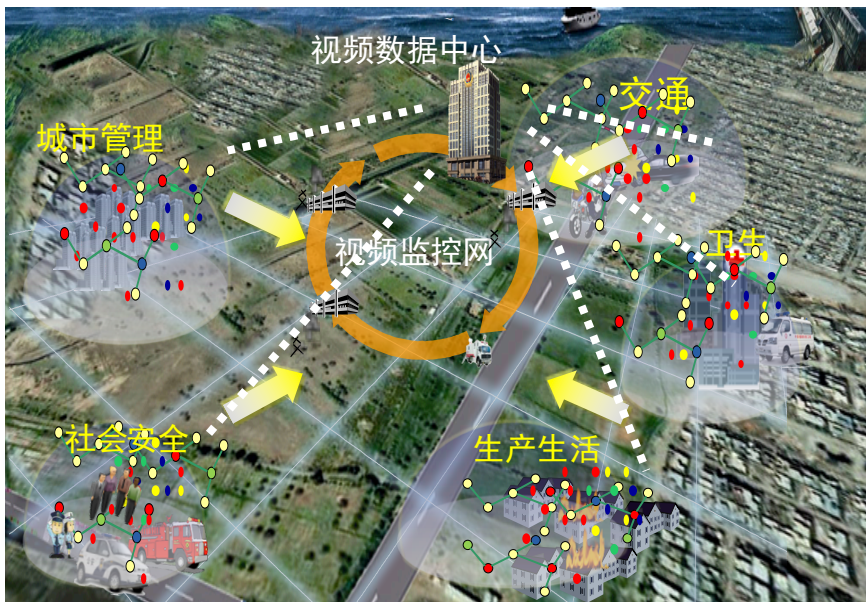 视频数据中心
交通
城市管理
卫生
视频监控网
社会安全
生产生活